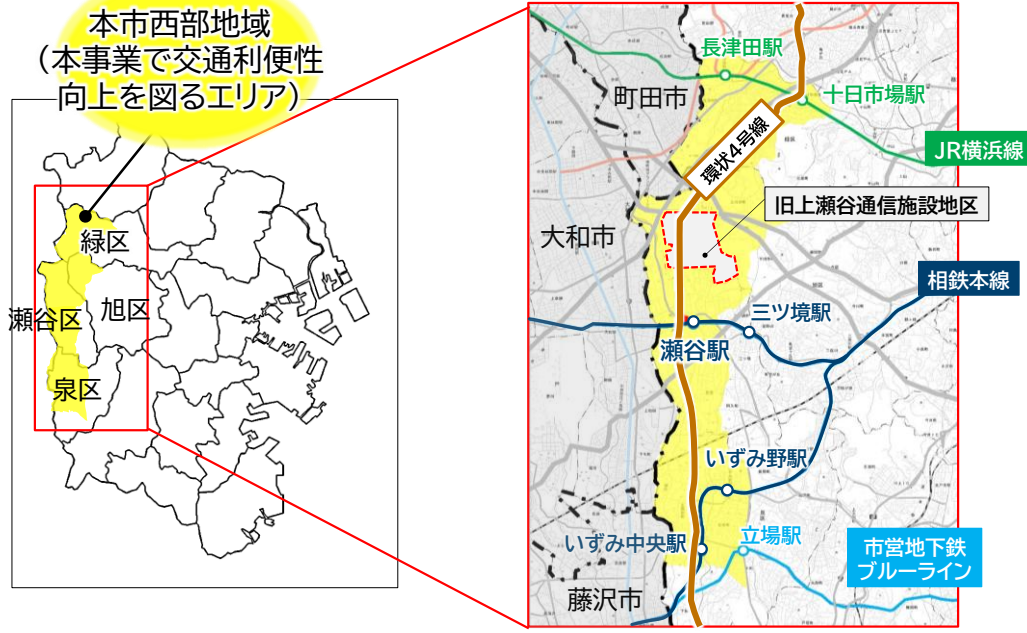 本市西部地域
（本事業で交通利便性
向上を図るエリア）
緑区
旭区
瀬谷区
泉区
長津田駅
町田市
十日市場駅
JR横浜線
環状4号線
旧上瀬谷通信施設地区
大和市
相鉄本線
三ツ境駅
瀬谷駅
いずみ野駅
いずみ中央駅
立場駅
市営地下鉄
ブルーライン
藤沢市